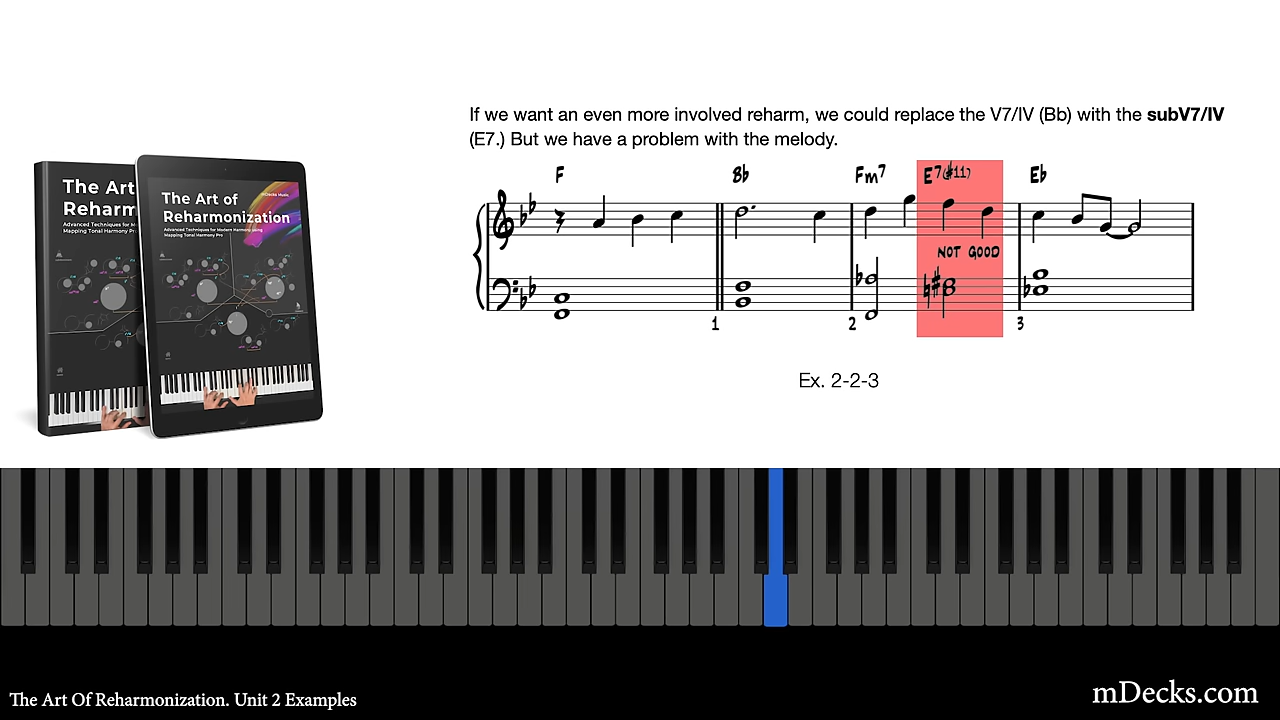 If we want an even more involved reharm, we could replace the V7/IV (Bb) with the subV7/IV
(E7.) But we have a problem with the melody.
F
Bb
Fm7
E7(#11)
Eb
NOT GOOD
1
2
3
Ex. 2-2-3
The Art
Reharm
mDecks Music
The Art of
Reharmonization
Advanced Techniques for Modern Harmony using
Mapping Tonal Harmony Pro
The Art Of Reharmonization. Unit 2 Examples
mDecks.com